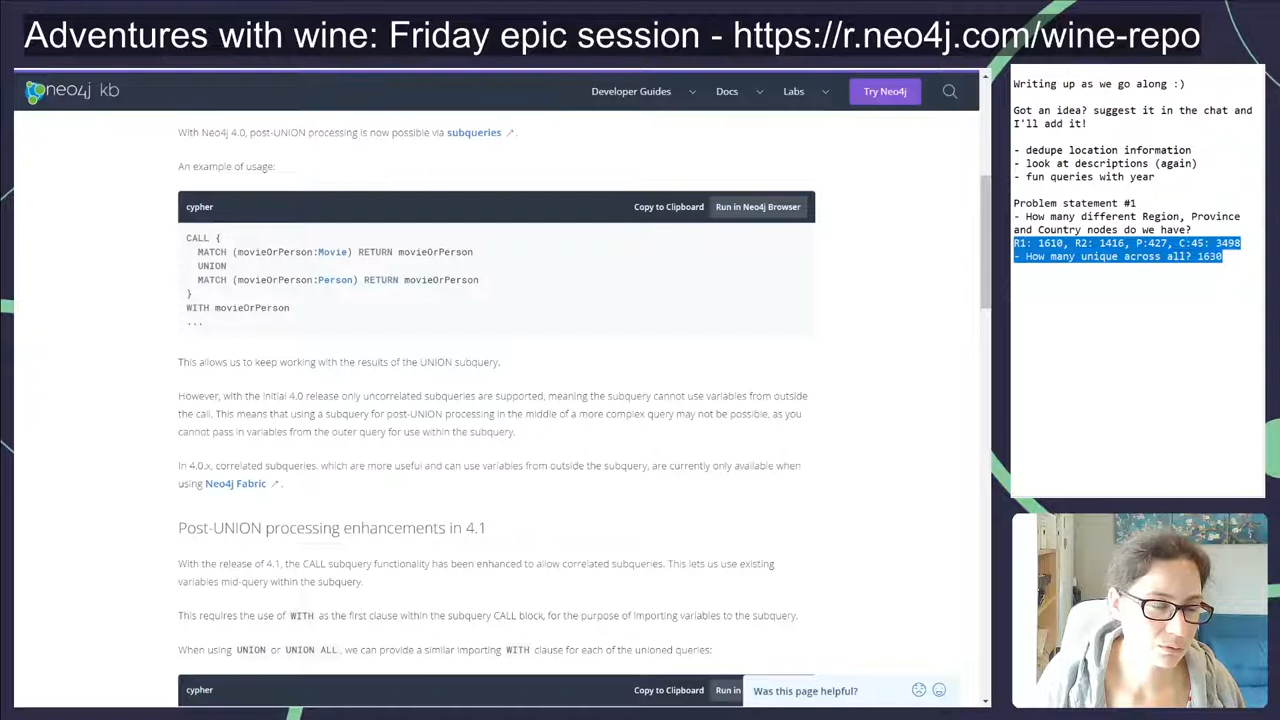 Adventures with wine: Friday epic session - https://r.neo4j.com/wine-repo
neo4j kb
Developer Guides
Docs
Labs
Try Neo4j
With Neo4j 4.0, post-UNION processing is now possible via subqueries.
An example of usage:
cypher
Copy to Clipboard
Run in Neo4j Browser
CALL {
MATCH (movieOrPerson:Movie) RETURN movieOrPerson
UNION
MATCH (movieOrPerson:Person) RETURN movieOrPerson
}
WITH movieOrPerson
...
This allows us to keep working with the results of the UNION subquery.
However, with the initial 4.0 release only uncorrelated subqueries are supported, meaning the subquery cannot use variables from outside
the call. This means that using a subquery for post-UNION processing in the middle of a more complex query may not be possible, as you
cannot pass in variables from the outer query for use within the subquery.
In 4.0.x, correlated subqueries, which are more useful and can use variables from outside the subquery, are currently only available when
using Neo4j Fabric.
Post-UNION processing enhancements in 4.1
With the release of 4.1, the CALL subquery functionality has been enhanced to allow correlated subqueries. This lets us use existing
variables mid-query within the subquery.
This requires the use of WITH as the first clause within the subquery CALL block, for the purpose of importing variables to the subquery.
When using UNION or UNION ALL, we can provide a similar importing WITH clause for each of the unioned queries:
cypher
Copy to Clipboard
Run in
Was this page helpful?
Writing up as we go along :)
Got an idea? suggest it in the chat and
I'll add it!
- dedupe location information
- look at descriptions (again)
- fun queries with year
Problem statement #1
- How many different Region, Province
and Country nodes do we have?
R1: 1610, R2: 1416, P:427, C:45: 3498
- How many unique across all? 1630